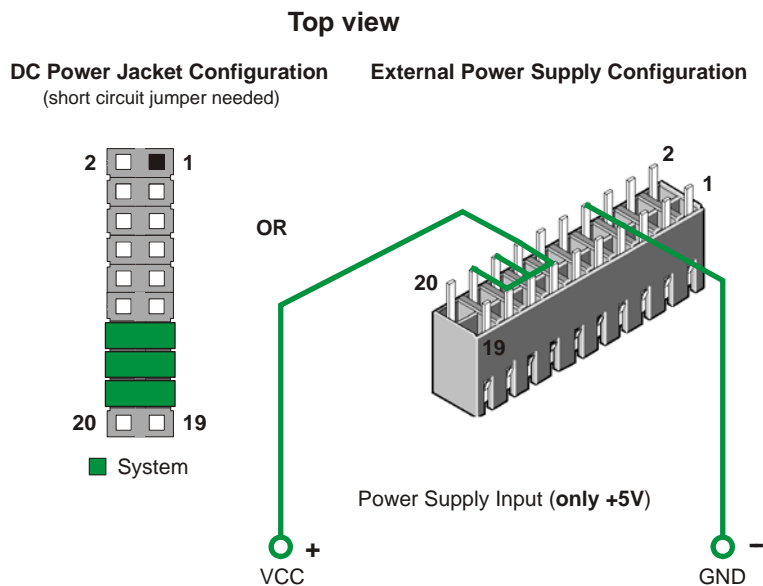 Top view
DC Power Jacket Configuration
(short circuit jumper needed)
External Power Supply Configuration
2
1
20
19
System
OR
2
1
20
19
Power Supply Input (only +5V)
+
VCC
–
GND